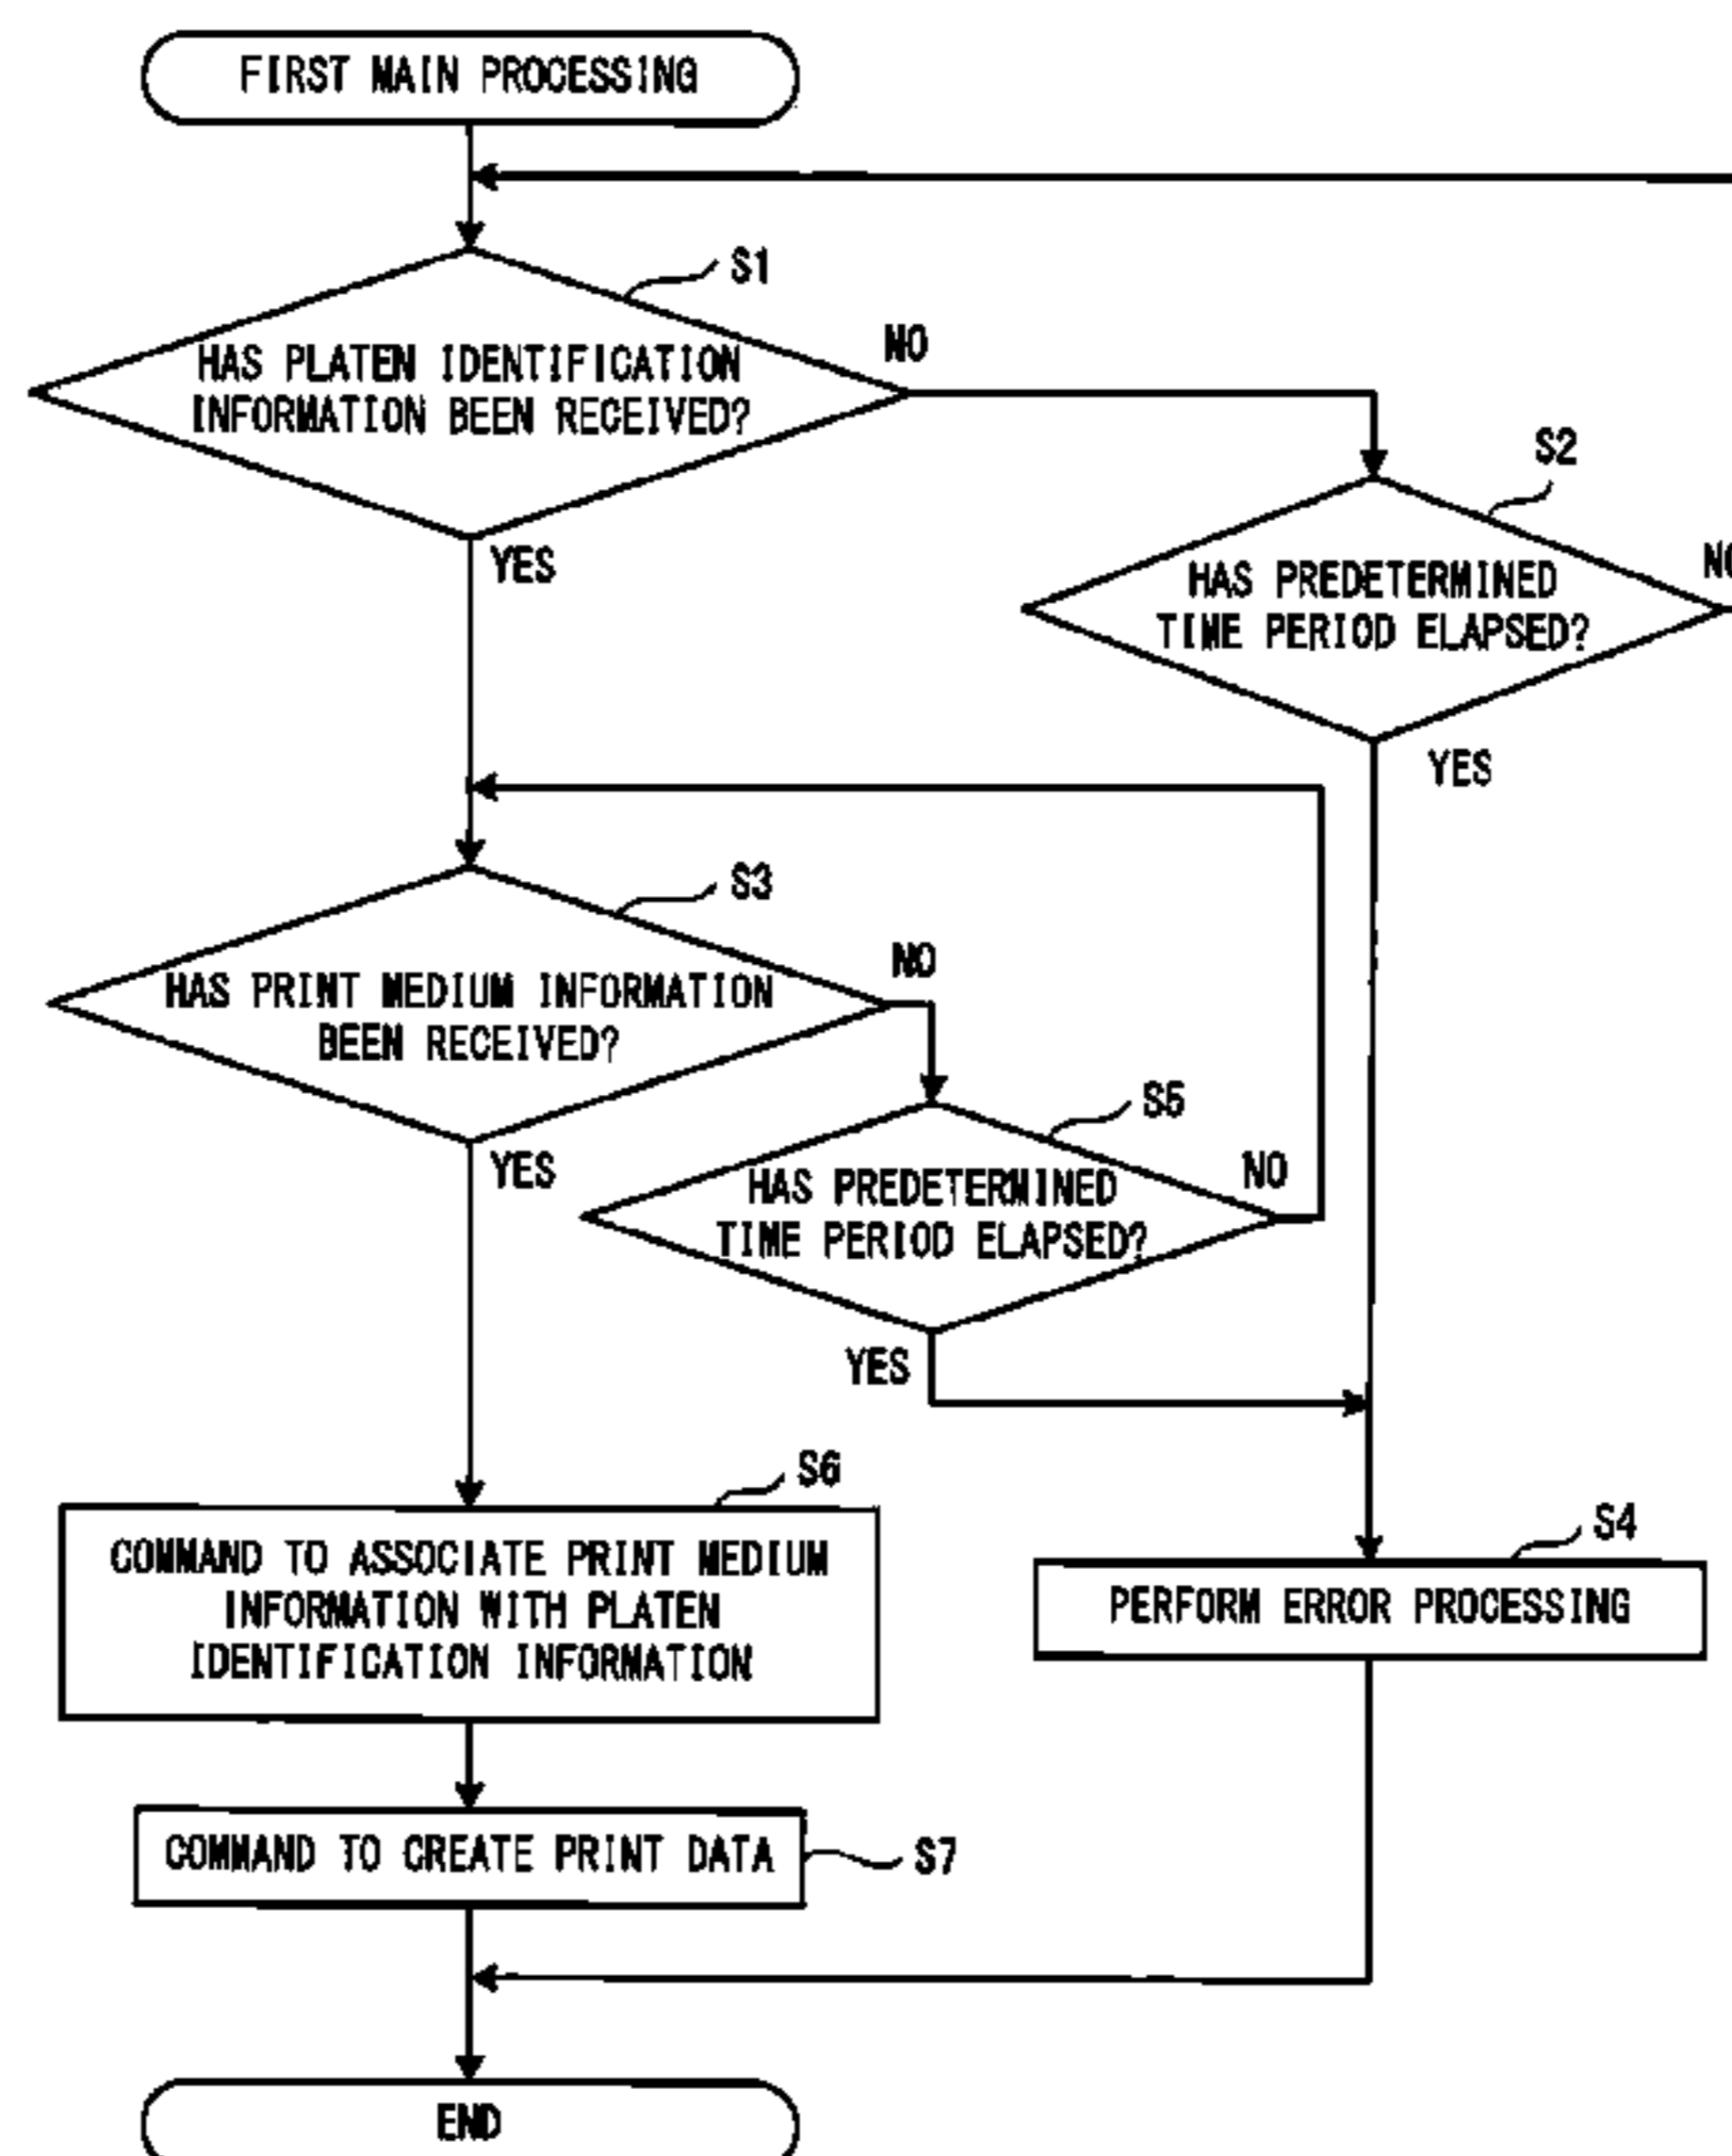 FIRST MAIN PROCESSING
S1
HAS PLATEN IDENTIFICATION
INFORMATION BEEN RECEIVED?
NO
YES
S2
HAS PREDETERMINED
TIME PERIOD ELAPSED?
NO
YES
S3
HAS PRINT MEDIUM INFORMATION
BEEN RECEIVED?
NO
YES
S5
HAS PREDETERMINED
TIME PERIOD ELAPSED?
NO
YES
S6
COMMAND TO ASSOCIATE PRINT MEDIUM
INFORMATION WITH PLATEN
IDENTIFICATION INFORMATION
S4
PERFORM ERROR PROCESSING
COMMAND TO CREATE PRINT DATA
S7
END